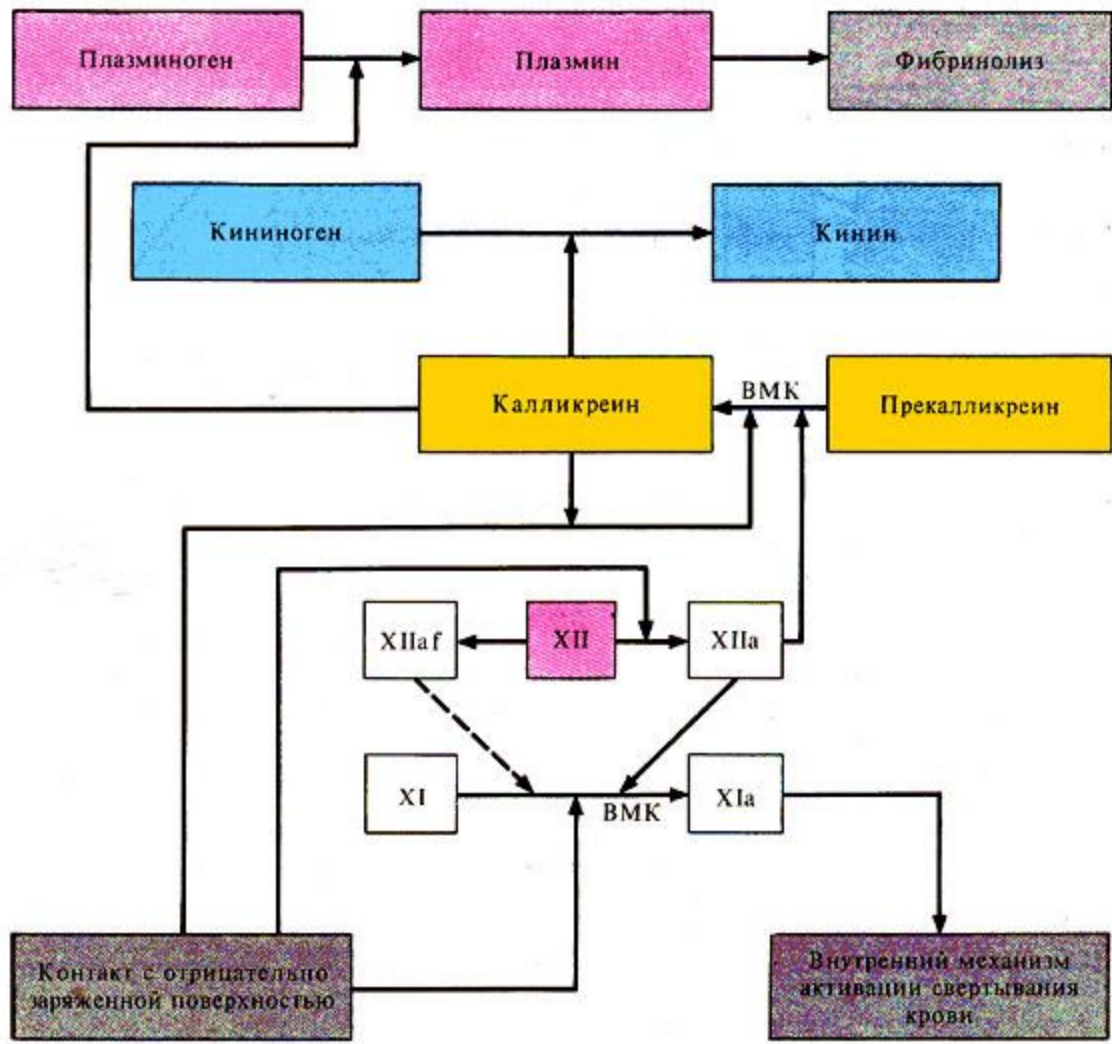 Плазминоген
Плазмин
Фибринолиз
Кининоген
Кинин
Калликреин
ВМК
Прекалликреин
XIIaf
XII
XIIa
XI
ВМК
XIa
Контакт с отрицательно
заряженной поверхностью
Внутренний механизм
активации свертывания
крови